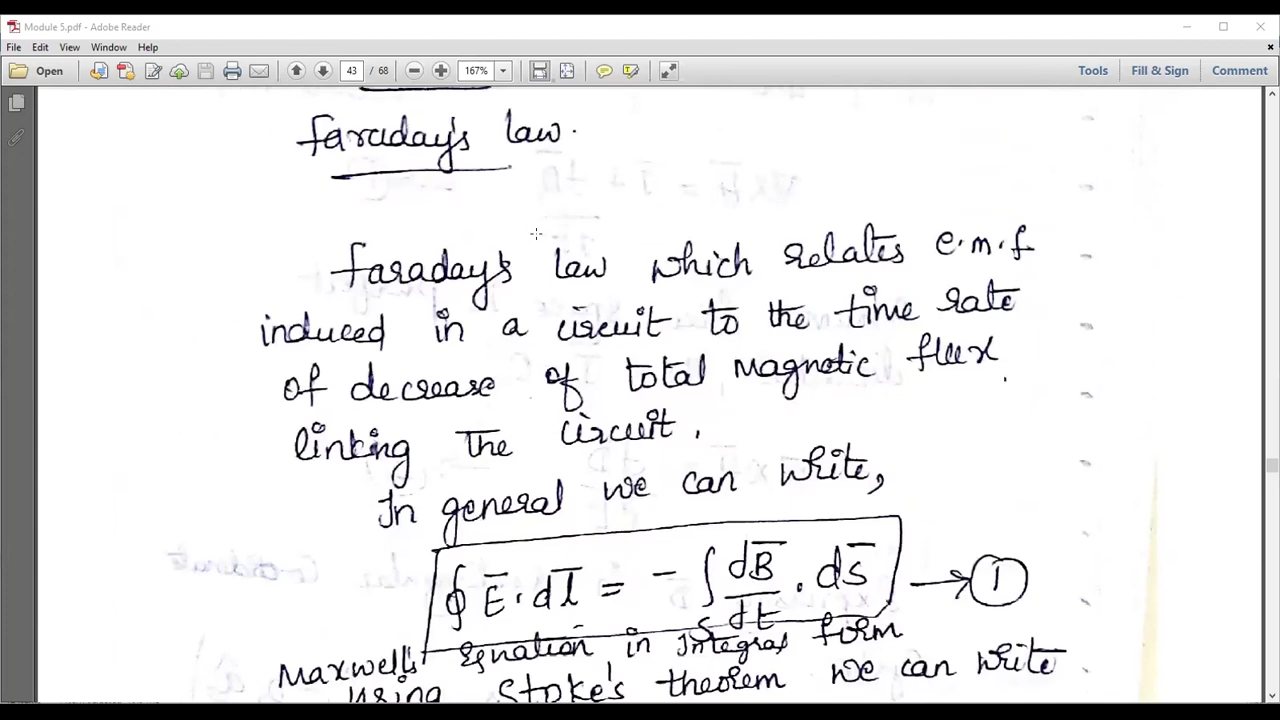 Module 5.pdf - Adobe Reader
File Edit View Window Help
Open 43 / 68 167% Tools Fill & Sign Comment
Faraday's law.
Faraday's law which relates e.m.f
induced in a circuit to the time rate
of decrease of total magnetic flux
linking the circuit.
In general we can write,
∮ E̅ · dl̅ = - ∫s dB̅/dt · dS̅ → 1
Maxwell's Equation in integral form
Using Stoke's theorem we can write